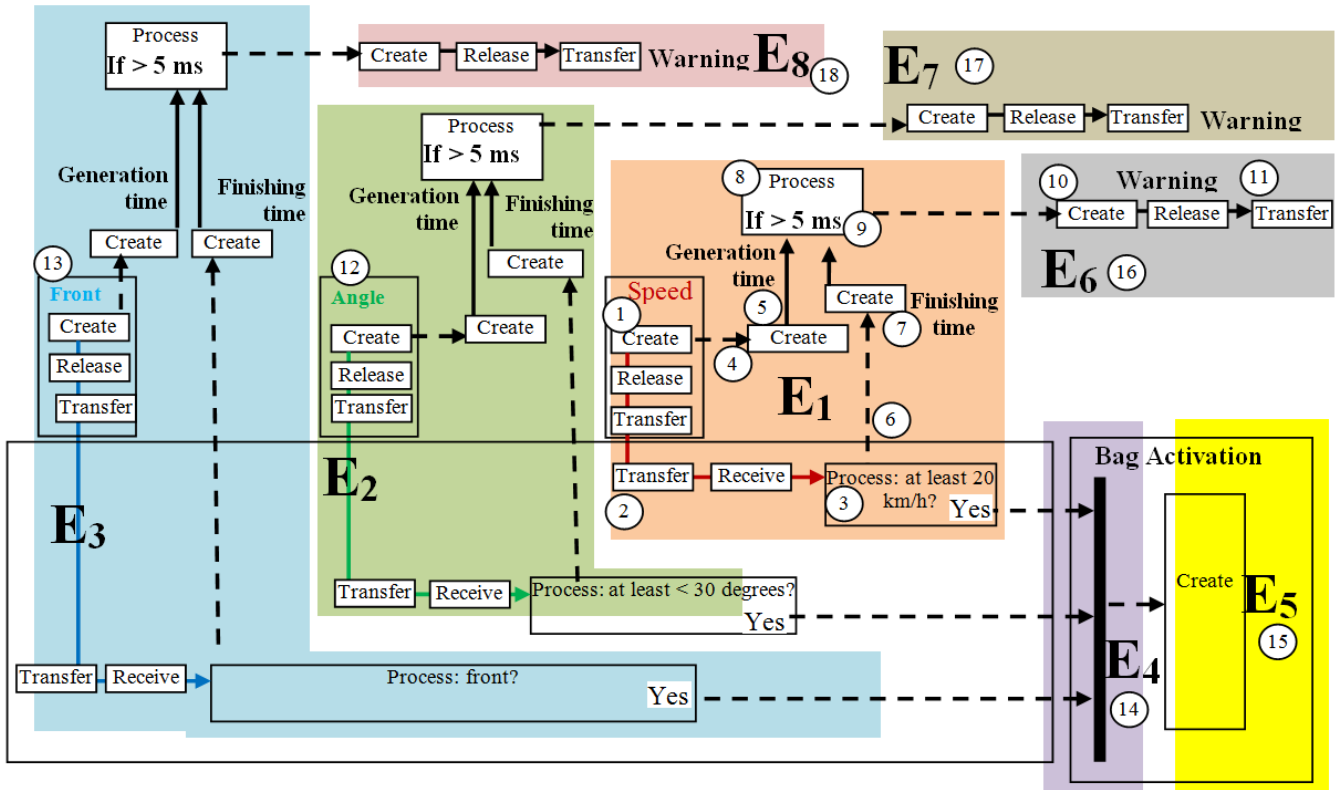 Process
If > 5 ms
Create
Release
Transfer
Warning
E8
18
E7
17
Create
Release
Transfer
Warning
Generation
time
Finishing
time
Create
Create
13
Front
Create
Release
Transfer
E3
Transfer
Receive
Process: front?
Yes
Process
If > 5 ms
Generation
time
Finishing
time
Create
Create
12
Angle
Create
Release
Transfer
E2
Transfer
Receive
Process: at least < 30 degrees?
Yes
8
Process
If > 5 ms
9
Generation
time
5
Create
Create
7
Finishing
time
Speed
1
Create
4
Release
Transfer
E1
6
Transfer
Receive
2
Process: at least 20
km/h?
3
Yes
10
Warning
11
Create
Release
Transfer
E6
16
Bag Activation
Create
E5
15
E4
14